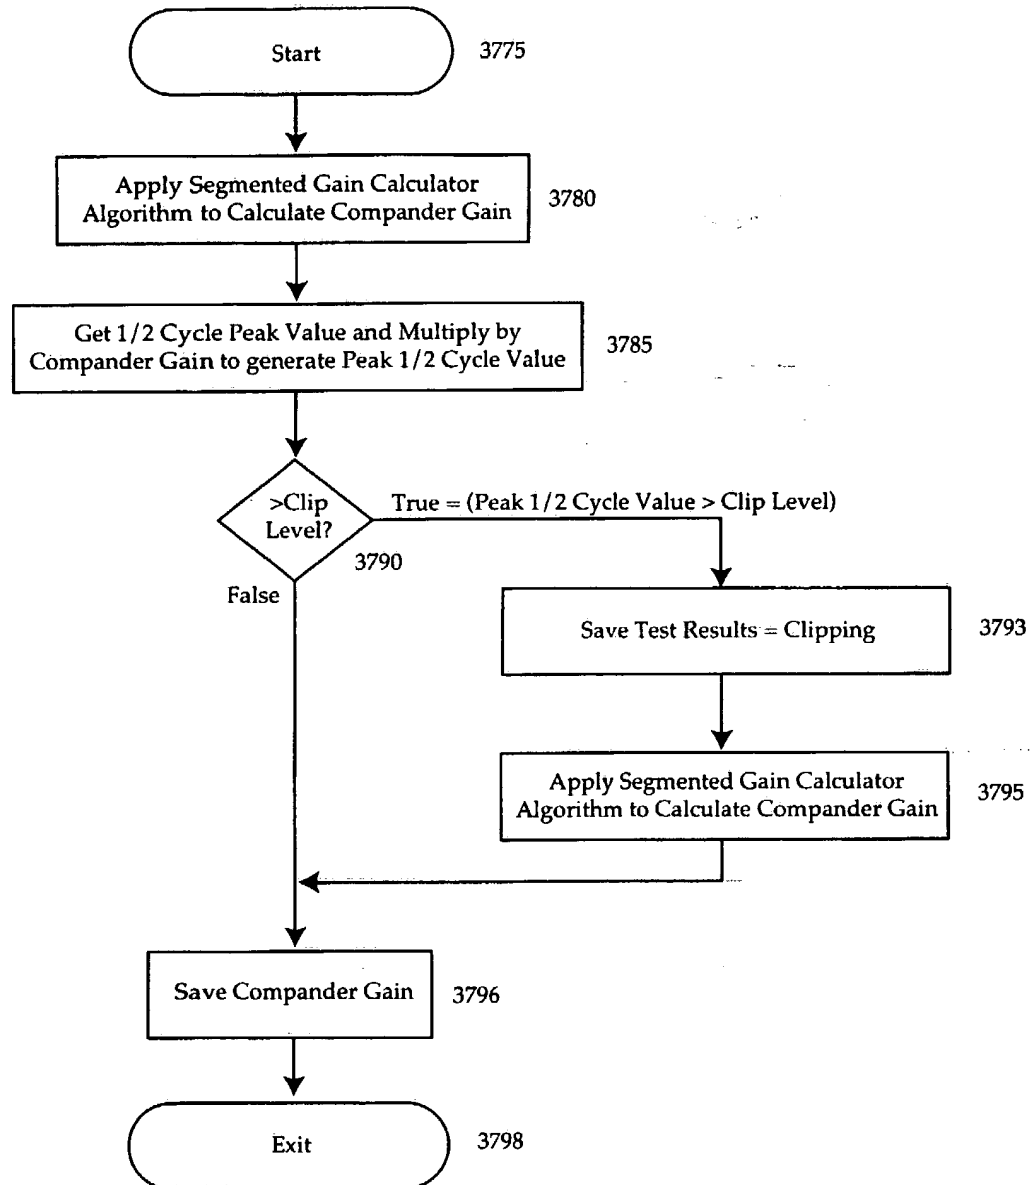 Start
3775
Apply Segmented Gain Calculator
Algorithm to Calculate Compander Gain
3780
Get 1/2 Cycle Peak Value and Multiply by
Compander Gain to generate Peak 1/2 Cycle Value
3785
>Clip
Level?
True = (Peak 1/2 Cycle Value > Clip Level)
3790
False
Save Test Results = Clipping
3793
Apply Segmented Gain Calculator
Algorithm to Calculate Compander Gain
3795
Save Compander Gain
3796
Exit
3798